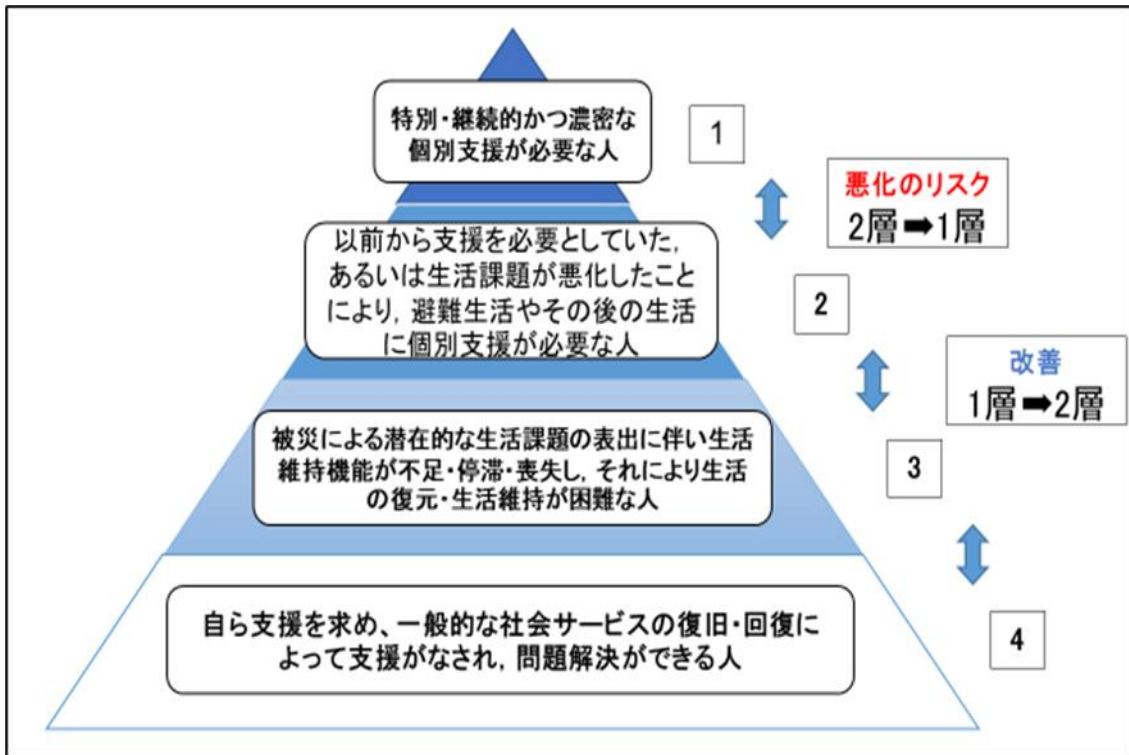 特別・継続的かつ濃密な
個別支援が必要な人
1
悪化のリスク
2層➡1層
以前から支援を必要としていた，
あるいは生活課題が悪化したこと
により，避難生活やその後の生活
に個別支援が必要な人
2
改善
1層➡2層
被災による潜在的な生活課題の表出に伴い生活
維持機能が不足・停滞・喪失し，それにより生活
の復元・生活維持が困難な人
3
自ら支援を求め、一般的な社会サービスの復旧・回復に
よって支援がなされ，問題解決ができる人
4